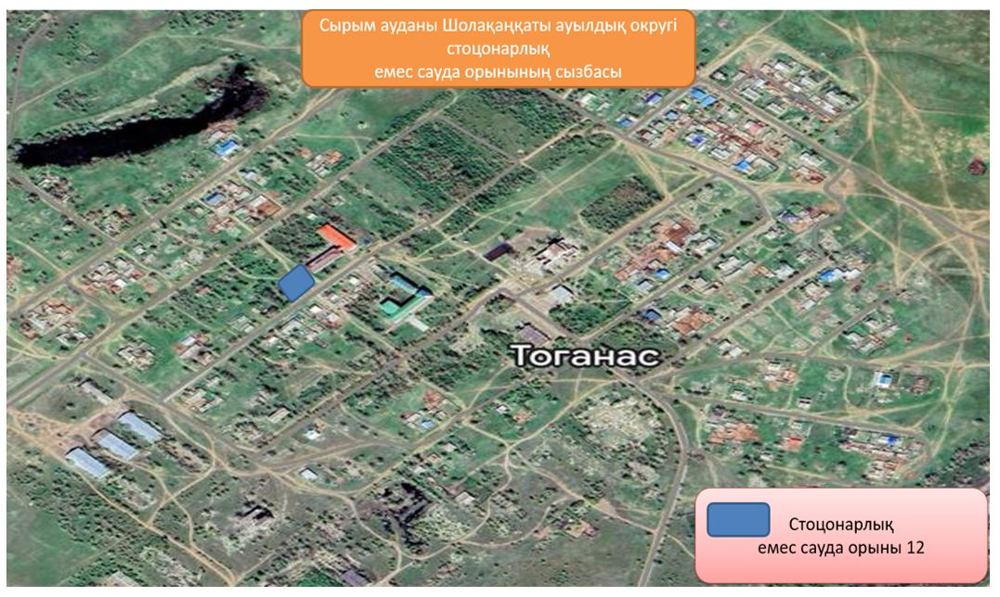 Сырым ауданы Шолақаңқаты ауылдық округі
стоцонарлық
емес сауда орынының сызбасы
Тоганас
Стоцонарлық
емес сауда орыны 12